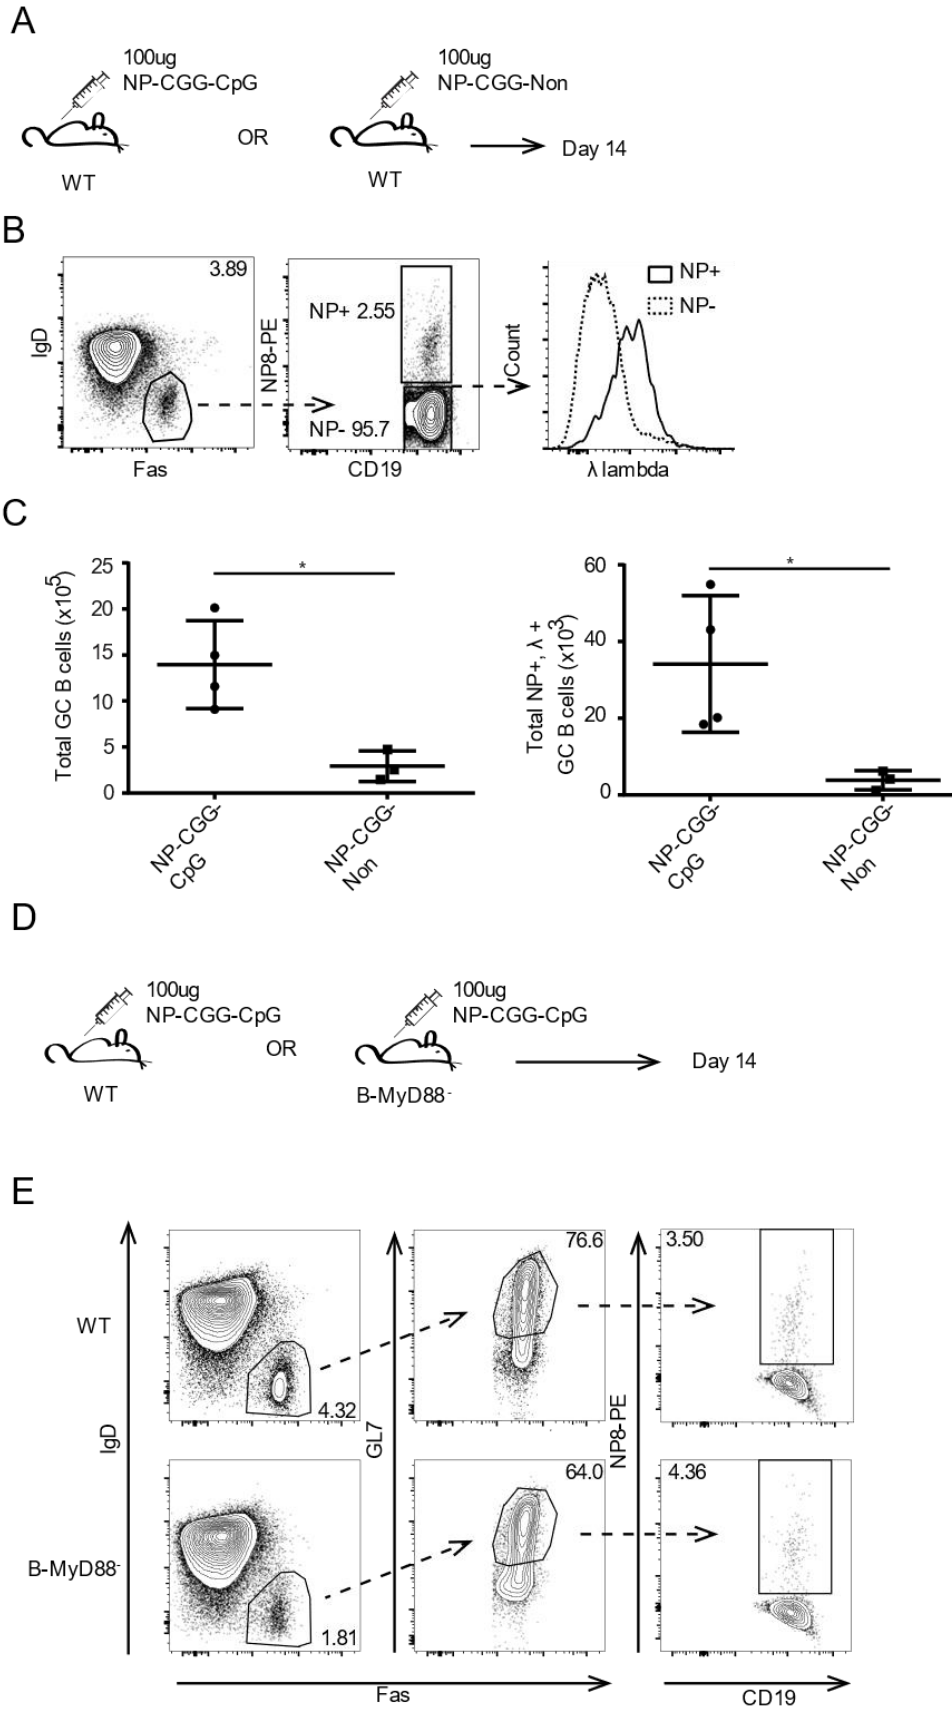 A
100ug
NP-CGG-CpG
100ug
NP-CGG-Non
OR
Day 14
WT
WT
B
3.89
IgD
Fas
NP8-PE
NP+ 2.55
NP- 95.7
CD19
Count
NP+
NP-
λ lambda
C
Total GC B cells (x10⁵)
25
20
15
10
5
0
*
NP-CGG-
CpG
NP-CGG-
Non
Total NP+, λ +
GC B cells (x10³)
60
40
20
0
*
NP-CGG-
CpG
NP-CGG-
Non
D
100ug
NP-CGG-CpG
100ug
NP-CGG-CpG
OR
Day 14
WT
B-MyD88⁻
E
WT
B-MyD88⁻
IgD
4.32
1.81
GL7
76.6
64.0
NP8-PE
3.50
4.36
Fas
CD19